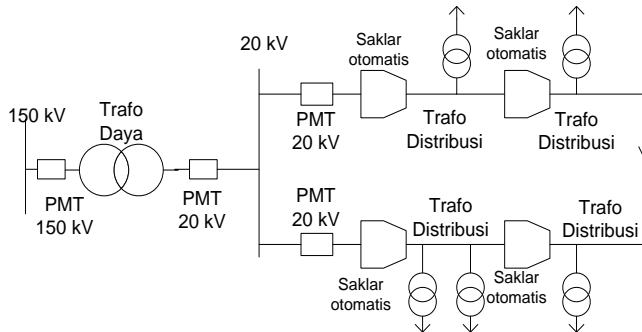 150 kV
PMT
150 kV
Trafo
Daya
PMT
20 kV
20 kV
PMT
20 kV
Saklar
otomatis
Trafo
Distribusi
Saklar
otomatis
Trafo
Distribusi
PMT
20 kV
Saklar
otomatis
Trafo
Distribusi
Saklar
otomatis
Trafo
Distribusi